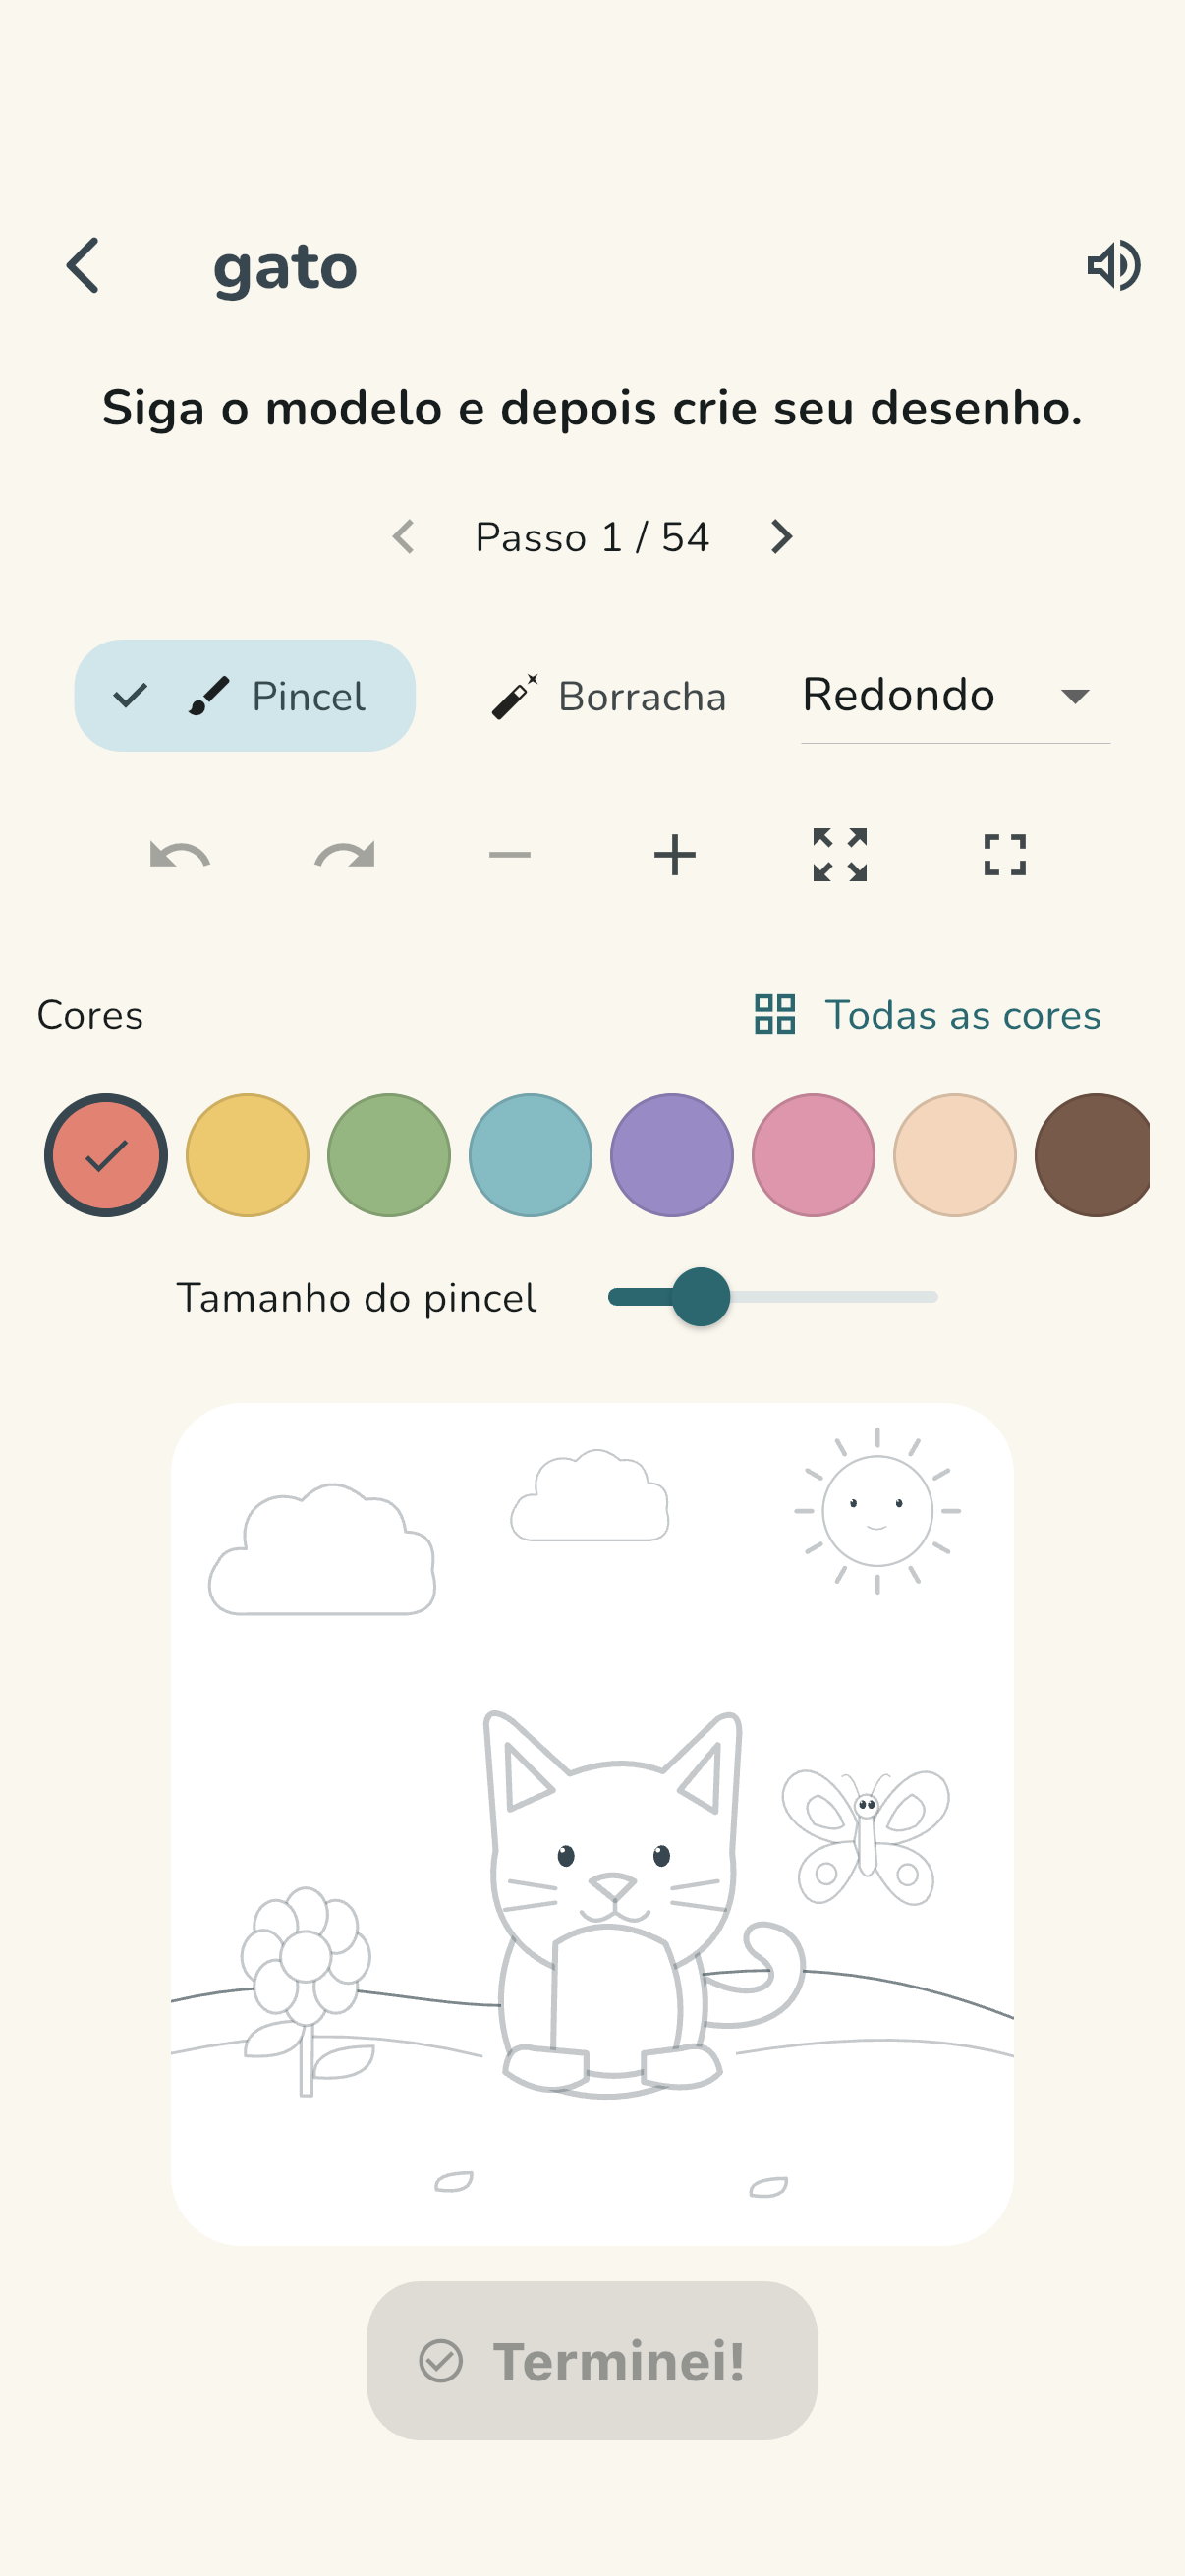 gato
Siga o modelo e depois crie seu desenho.
Passo 1 / 54
Pincel
Borracha
Redondo
Cores
Todas as cores
Tamanho do pincel
Terminei!